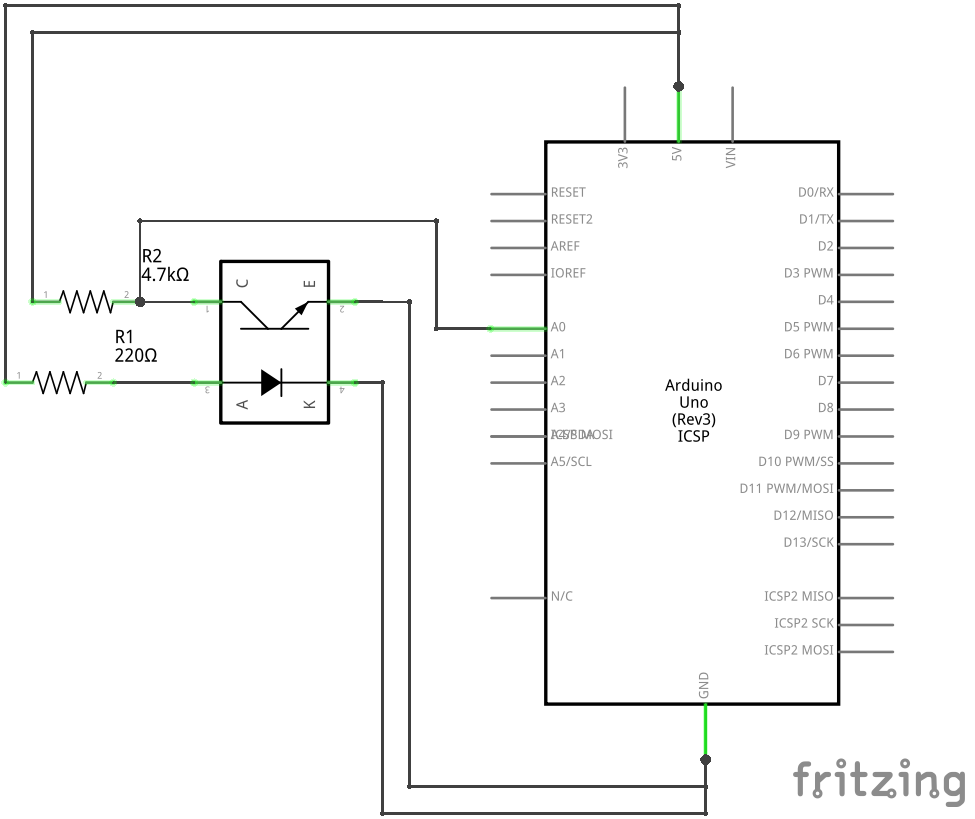 3V3
5V
VIN
RESET
D0/RX
RESET2
D1/TX
AREF
D2
IOREF
D3 PWM
R2
4.7kΩ
1
2
C
E
1
2
D4
A0
D5 PWM
R1
220Ω
A1
D6 PWM
1
2
A
K
3
4
A2
D7
Arduino
Uno
(Rev3)
ICSP
A3
D8
D9 PWM
A5/SCL
D10 PWM/SS
D11 PWM/MOSI
D12/MISO
D13/SCK
N/C
ICSP2 MISO
ICSP2 SCK
ICSP2 MOSI
GND
fritzing